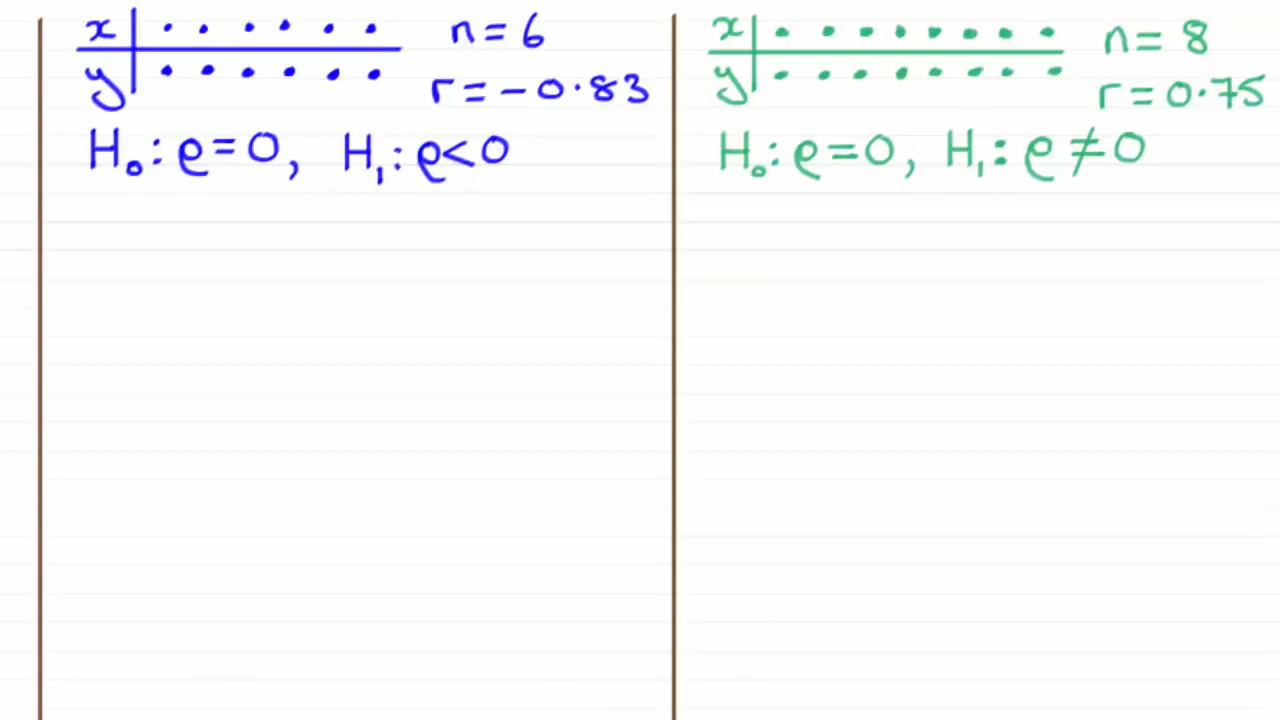 x | · · · · · · n = 6
y | · · · · · · r = -0·83
H₀: ρ=0, H₁: ρ<0
x | · · · · · · · · n = 8
y | · · · · · · · · r = 0·75
H₀: ρ=0, H₁: ρ≠0